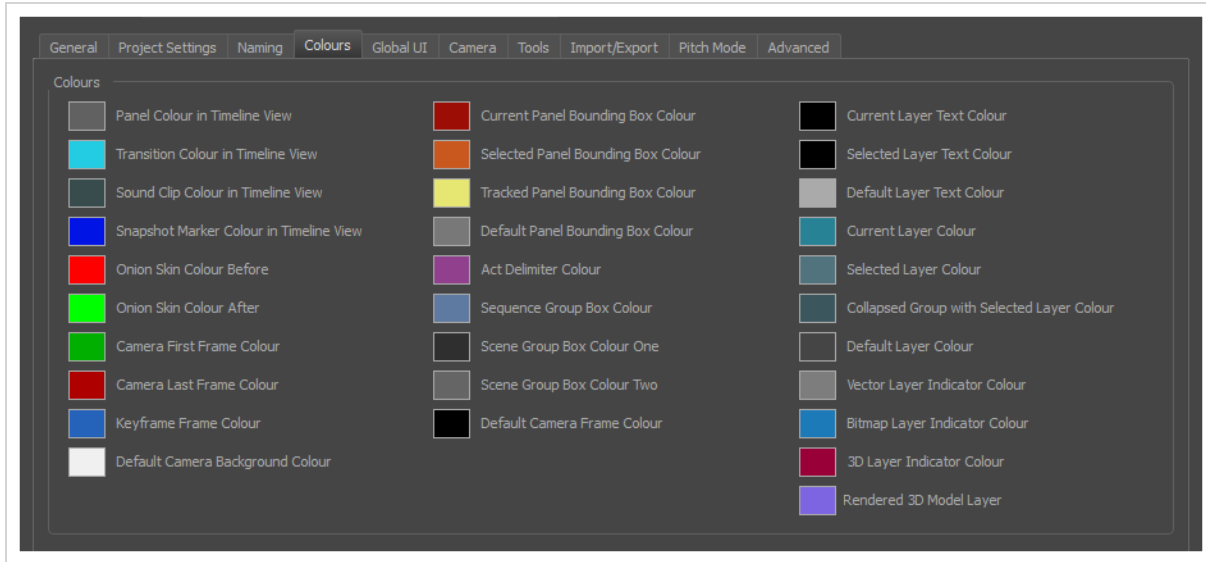 General Project Settings Naming Colours Global UI Camera Tools Import/Export Pitch Mode Advanced
Colours
Panel Colour in Timeline View
Transition Colour in Timeline View
Sound Clip Colour in Timeline View
Snapshot Marker Colour in Timeline View
Onion Skin Colour Before
Onion Skin Colour After
Camera First Frame Colour
Camera Last Frame Colour
Keyframe Frame Colour
Default Camera Background Colour
Current Panel Bounding Box Colour
Selected Panel Bounding Box Colour
Tracked Panel Bounding Box Colour
Default Panel Bounding Box Colour
Act Delimiter Colour
Sequence Group Box Colour
Scene Group Box Colour One
Scene Group Box Colour Two
Default Camera Frame Colour
Current Layer Text Colour
Selected Layer Text Colour
Default Layer Text Colour
Current Layer Colour
Selected Layer Colour
Collapsed Group with Selected Layer Colour
Default Layer Colour
Vector Layer Indicator Colour
Bitmap Layer Indicator Colour
3D Layer Indicator Colour
Rendered 3D Model Layer